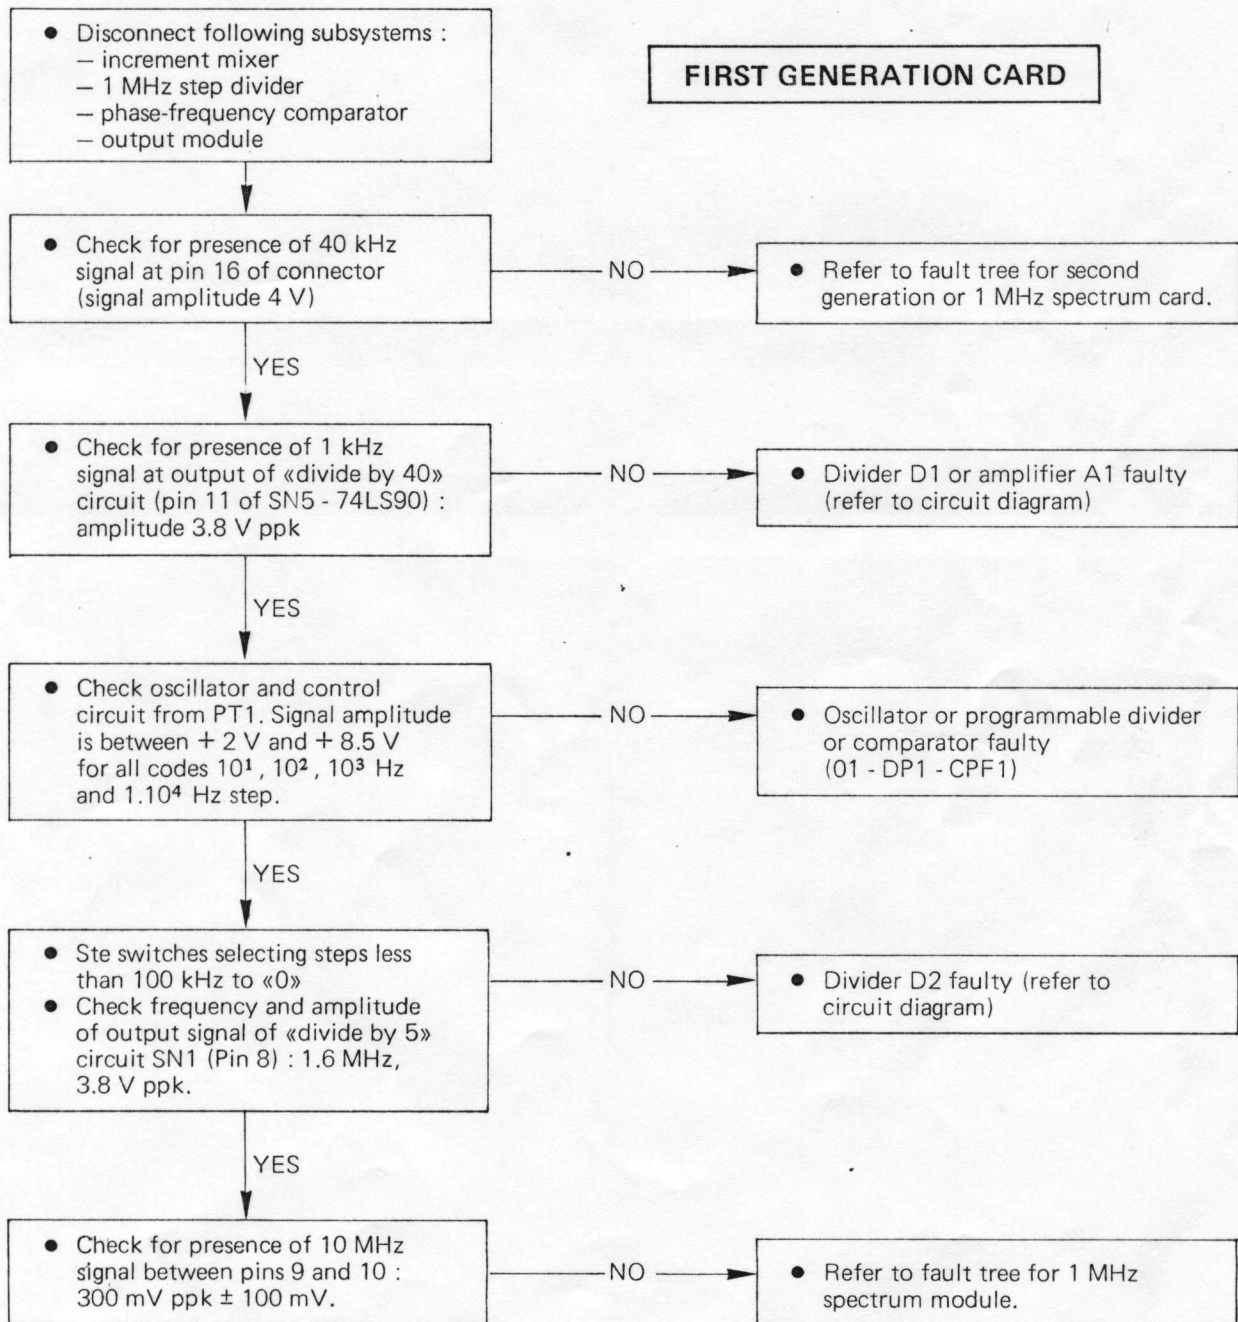 ● Disconnect following subsystems :
– increment mixer
– 1 MHz step divider
– phase-frequency comparator
– output module
FIRST GENERATION CARD
● Check for presence of 40 kHz
signal at pin 16 of connector
(signal amplitude 4 V)
NO
● Refer to fault tree for second
generation or 1 MHz spectrum card.
YES
● Check for presence of 1 kHz
signal at output of «divide by 40»
circuit (pin 11 of SN5 - 74LS90) :
amplitude 3.8 V ppk
NO
● Divider D1 or amplifier A1 faulty
(refer to circuit diagram)
YES
● Check oscillator and control
circuit from PT1. Signal amplitude
is between + 2 V and + 8.5 V
for all codes 10¹, 10², 10³ Hz
and 1.10⁴ Hz step.
NO
● Oscillator or programmable divider
or comparator faulty
(01 - DP1 - CPF1)
YES
● Ste switches selecting steps less
than 100 kHz to «0»
● Check frequency and amplitude
of output signal of «divide by 5»
circuit SN1 (Pin 8) : 1.6 MHz,
3.8 V ppk.
NO
● Divider D2 faulty (refer to
circuit diagram)
YES
● Check for presence of 10 MHz
signal between pins 9 and 10 :
300 mV ppk ± 100 mV.
NO
● Refer to fault tree for 1 MHz
spectrum module.